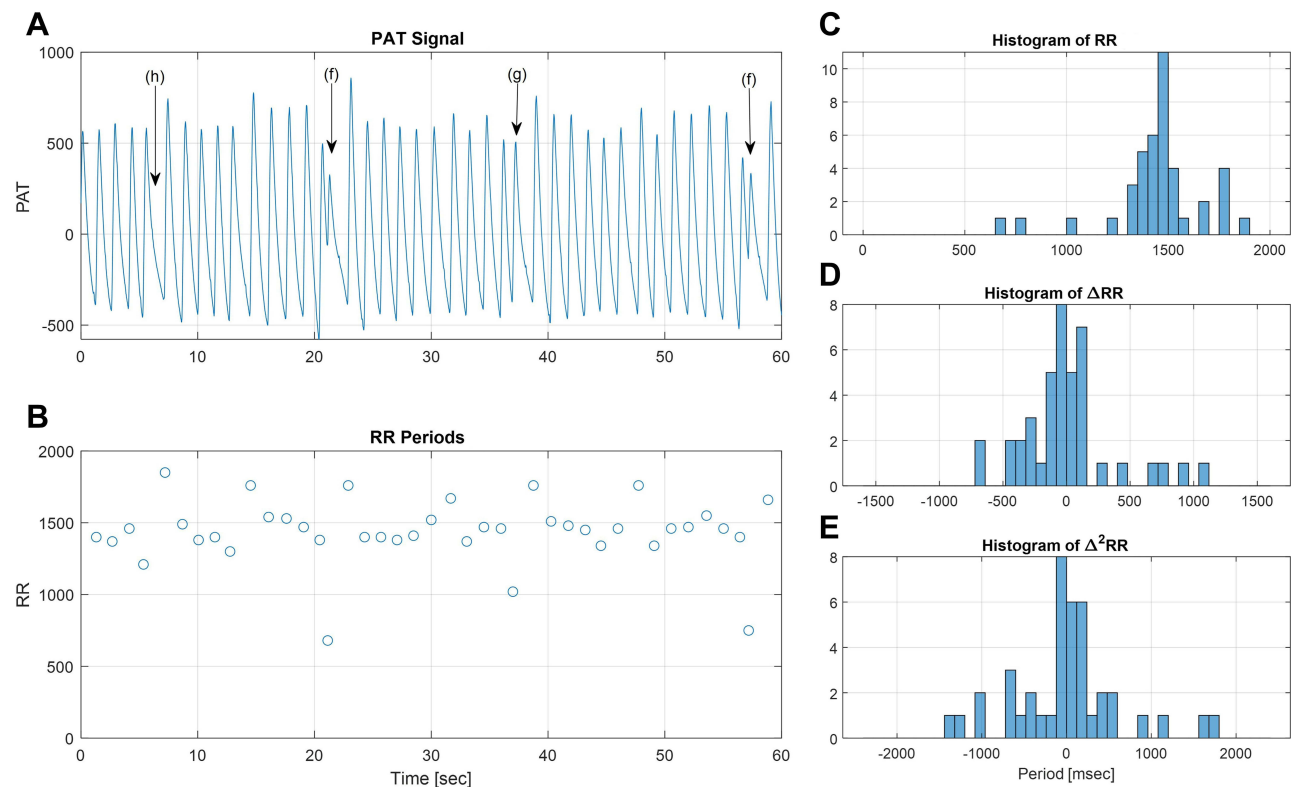 A
PAT Signal
(h)
(f)
(g)
(f)
1000
500
0
-500
PAT
0 10 20 30 40 50 60
B
RR Periods
2000
1500
1000
500
0
RR
0 10 20 30 40 50 60
Time [sec]
C
Histogram of RR
10
8
6
4
2
0
0 500 1000 1500 2000
D
Histogram of ΔRR
8
6
4
2
0
-1500 -1000 -500 0 500 1000 1500
E
Histogram of Δ²RR
8
6
4
2
0
-2000 -1000 0 1000 2000
Period [msec]